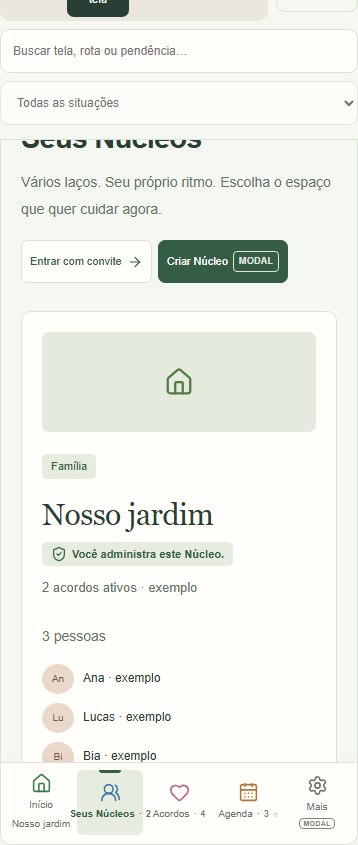 tela
Buscar tela, rota ou pendência...
Todas as situações
Seus Núcleos
Vários laços. Seu próprio ritmo. Escolha o espaço
que quer cuidar agora.
Entrar com convite →
Criar Núcleo MODAL
Família
Nosso jardim
Você administra este Núcleo.
2 acordos ativos · exemplo
3 pessoas
An Ana · exemplo
Lu Lucas · exemplo
Bi Bia · exemplo
Início
Nosso jardim
Seus Núcleos · 2
Acordos · 4
Agenda · 3 ○
Mais
MODAL